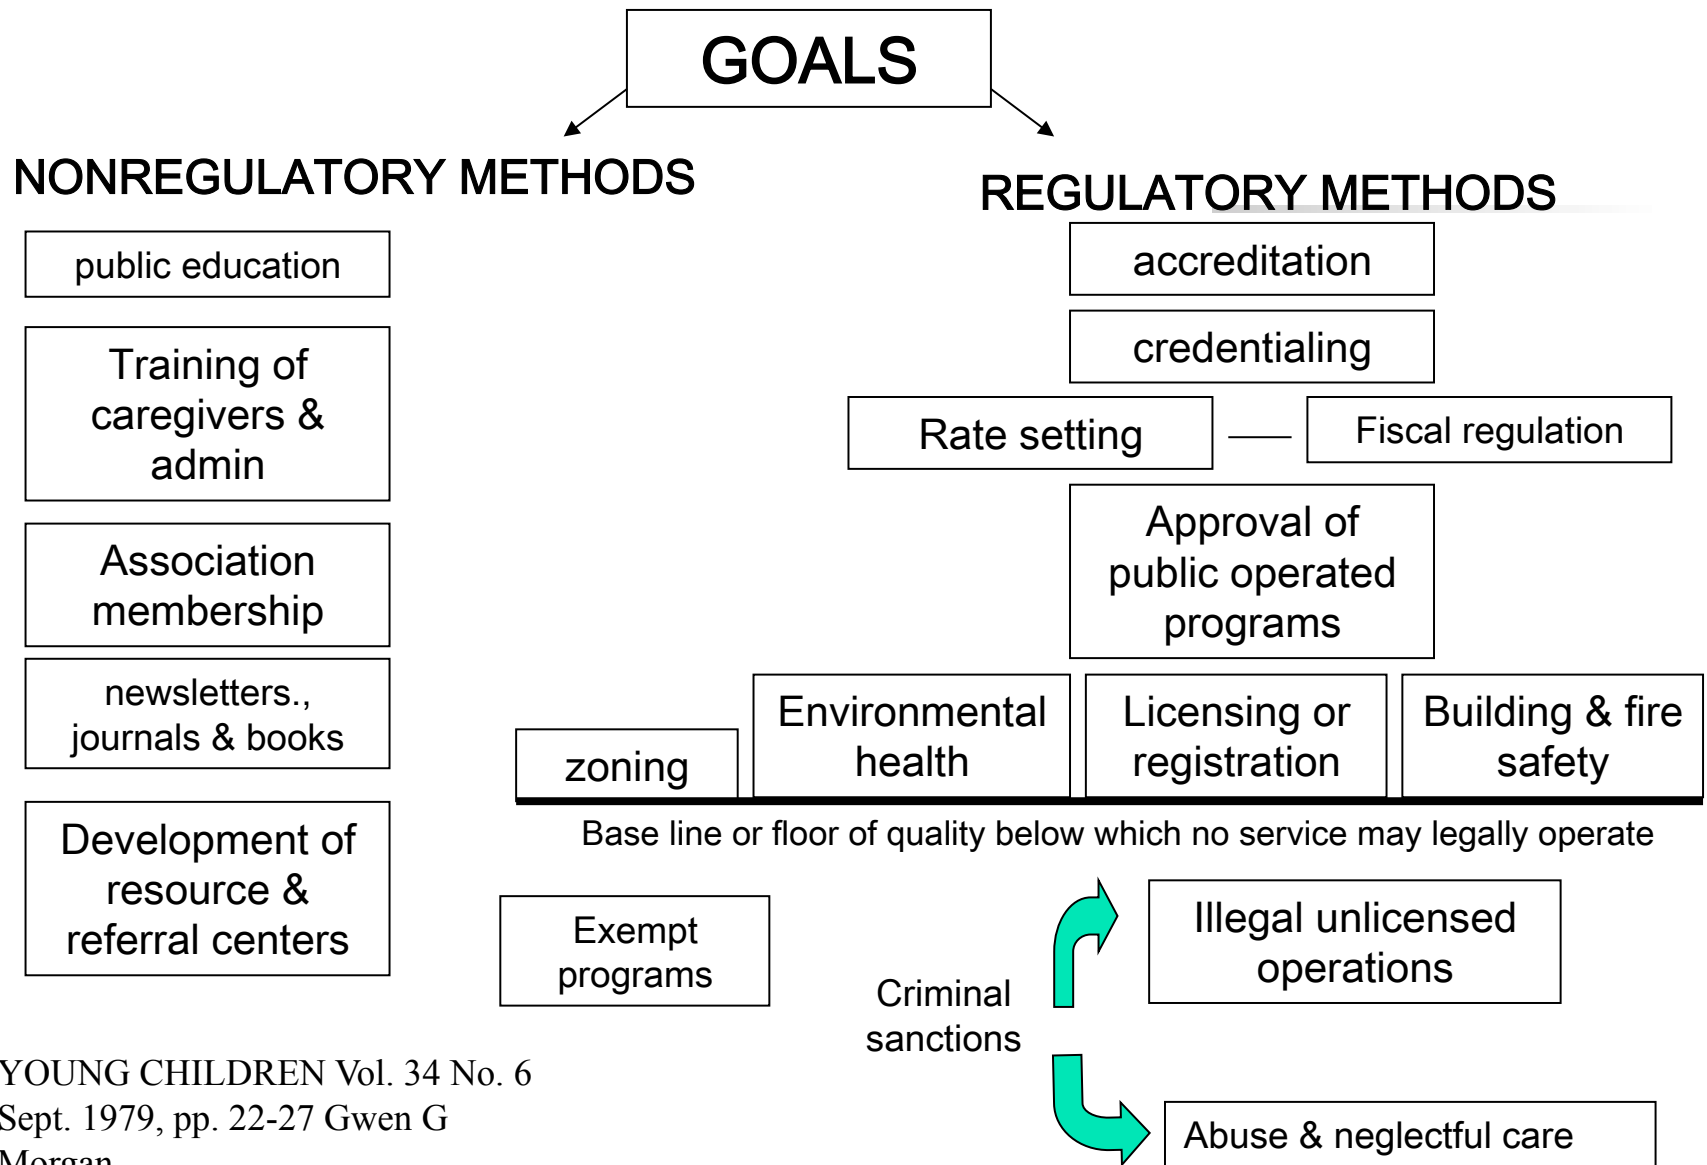 GOALS
NONREGULATORY METHODS
public education
Training of
caregivers &
admin
Association
membership
newsletters.,
journals & books
Development of
resource &
referral centers
REGULATORY METHODS
accreditation
credentialing
Rate setting
Fiscal regulation
Approval of
public operated
programs
zoning
Environmental
health
Licensing or
registration
Building & fire
safety
Base line or floor of quality below which no service may legally operate
Exempt
programs
Criminal
sanctions
Illegal unlicensed
operations
Abuse & neglectful care
YOUNG CHILDREN Vol. 34 No. 6
Sept. 1979, pp. 22-27 Gwen G
Morgan